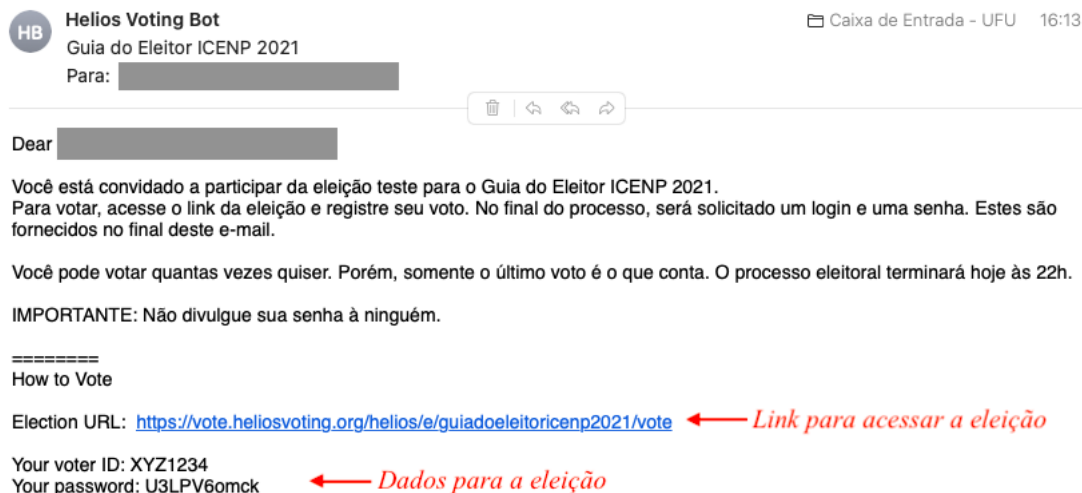 HB
Helios Voting Bot
Caixa de Entrada - UFU 16:13
Guia do Eleitor ICENP 2021
Para:
Dear
Você está convidado a participar da eleição teste para o Guia do Eleitor ICENP 2021.
Para votar, acesse o link da eleição e registre seu voto. No final do processo, será solicitado um login e uma senha. Estes são
fornecidos no final deste e-mail.
Você pode votar quantas vezes quiser. Porém, somente o último voto é o que conta. O processo eleitoral terminará hoje às 22h.
IMPORTANTE: Não divulgue sua senha à ninguém.
========
How to Vote
Election URL: https://vote.heliosvoting.org/helios/e/guiadoeleitoricenp2021/vote Link para acessar a eleição
Your voter ID: XYZ1234
Your password: U3LPV6omck Dados para a eleição